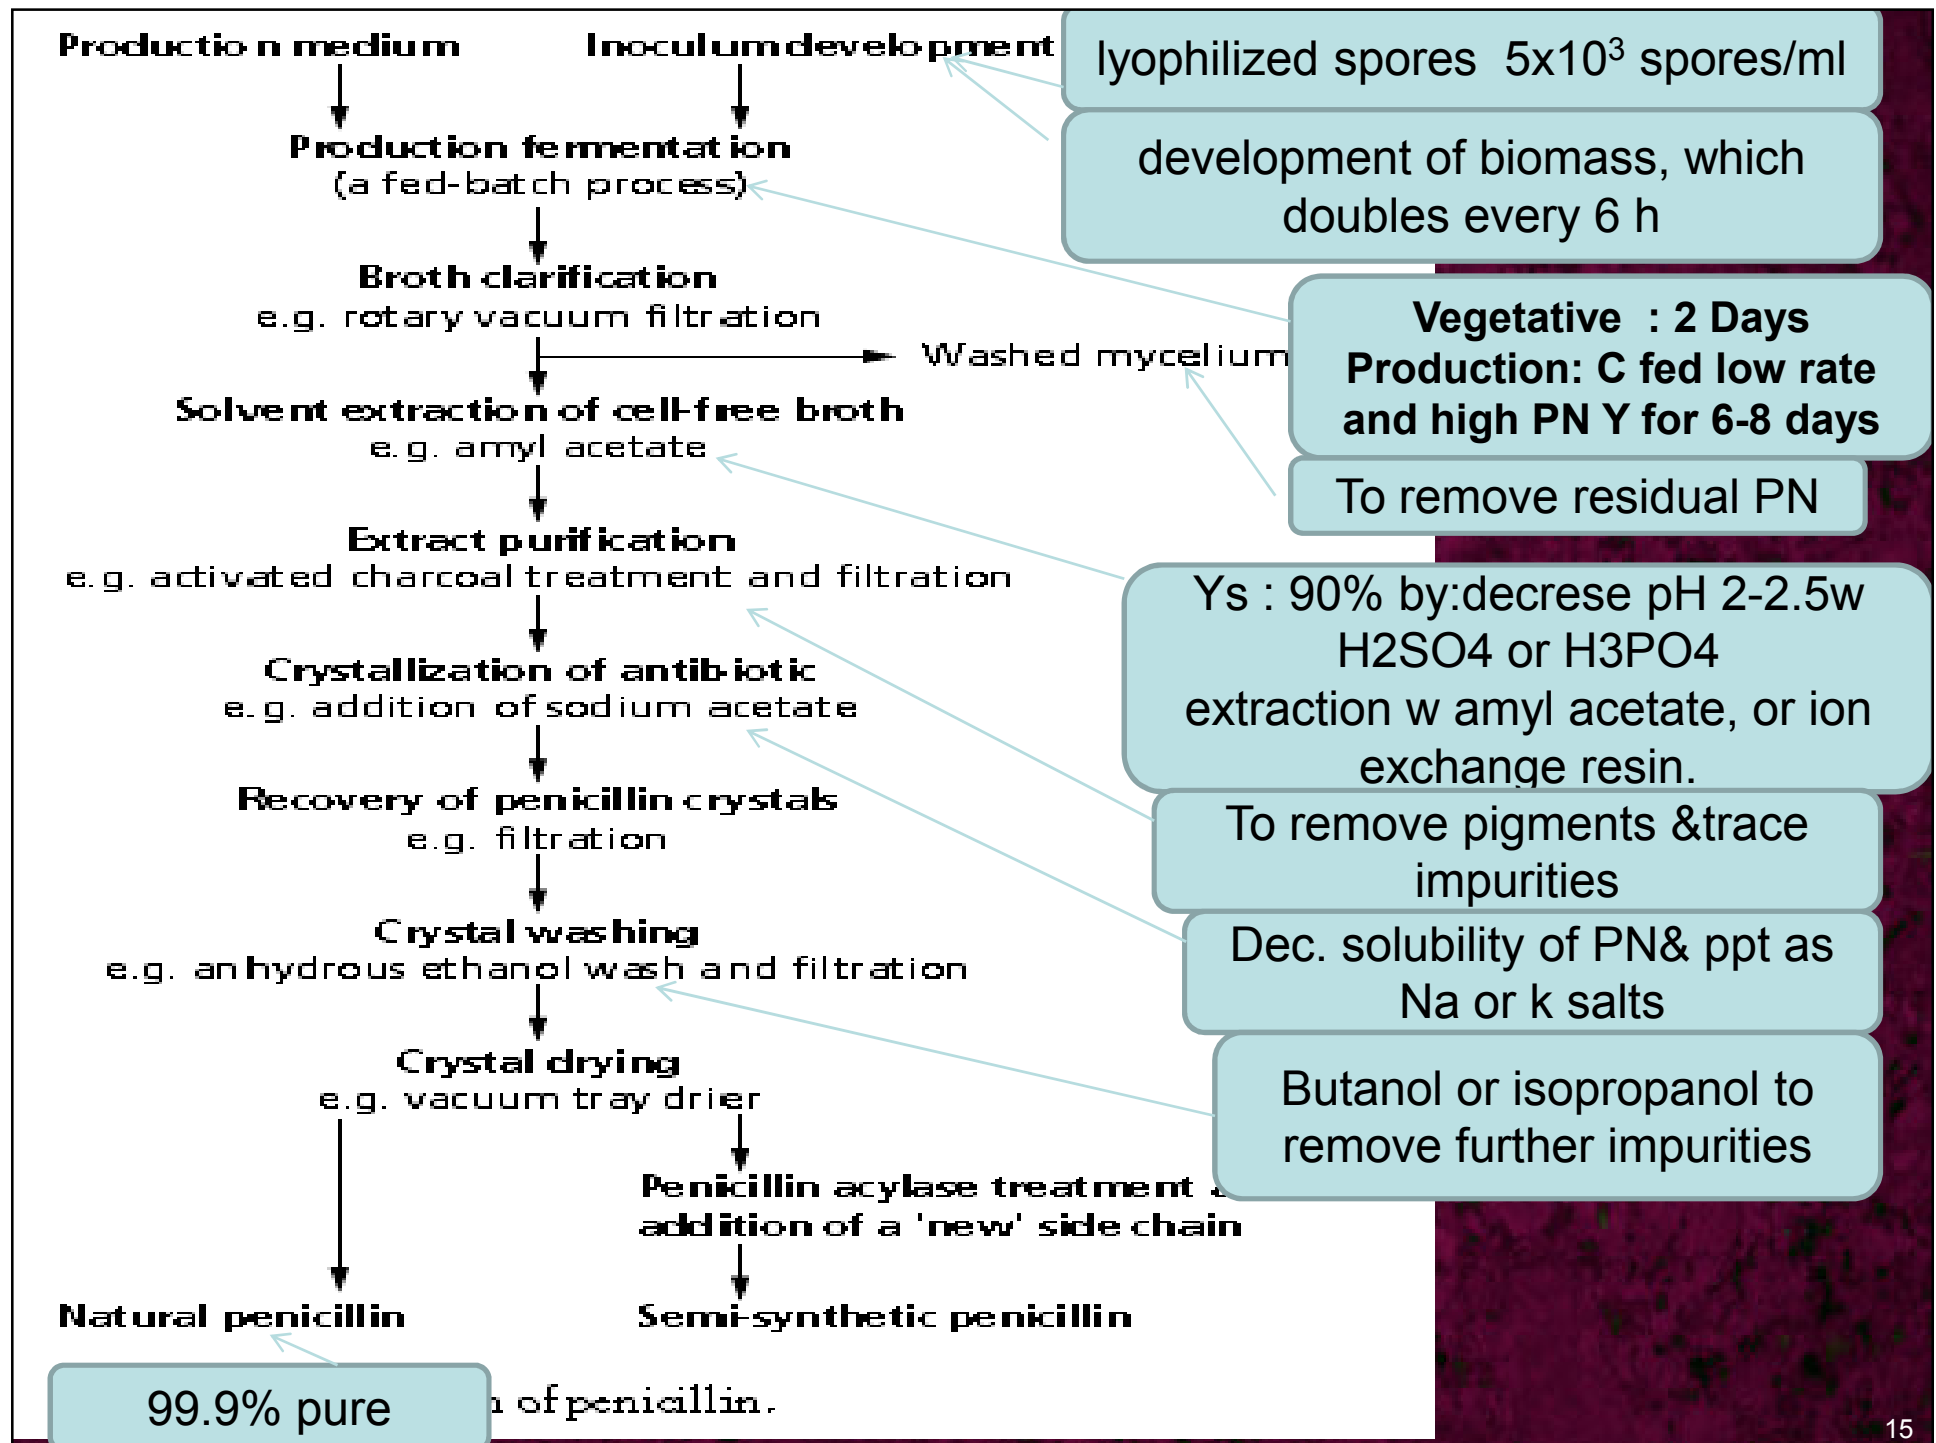 Production medium
Inoculum development
lyophilized spores 5x10³ spores/ml
development of biomass, which
doubles every 6 h
Production fermentation
(a fed-batch process)
Vegetative : 2 Days
Production: C fed low rate
and high PN Y for 6-8 days
Broth clarification
e.g. rotary vacuum filtration
Washed mycelium
To remove residual PN
Solvent extraction of cell-free broth
e.g. amyl acetate
Ys : 90% by:decrese pH 2-2.5w
H2SO4 or H3PO4
extraction w amyl acetate, or ion
exchange resin.
Extract purification
e.g. activated charcoal treatment and filtration
To remove pigments &trace
impurities
Crystallization of antibiotic
e.g. addition of sodium acetate
Dec. solubility of PN& ppt as
Na or k salts
Recovery of penicillin crystals
e.g. filtration
Crystal washing
e.g. anhydrous ethanol wash and filtration
Butanol or isopropanol to
remove further impurities
Crystal drying
e.g. vacuum tray drier
Penicillin acylase treatment
addition of a 'new' side chain
Natural penicillin
Semi-synthetic penicillin
99.9% pure
of penicillin.
15